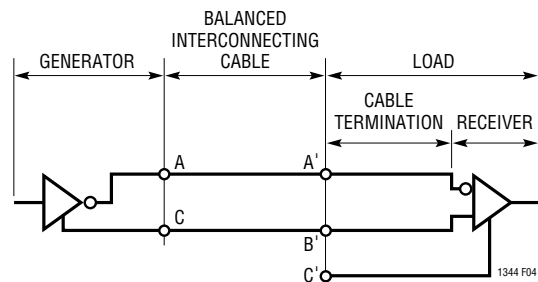 BALANCED
INTERCONNECTING
CABLE
GENERATOR
LOAD
CABLE
TERMINATION
RECEIVER
A
A'
C
B'
C'
1344 F04